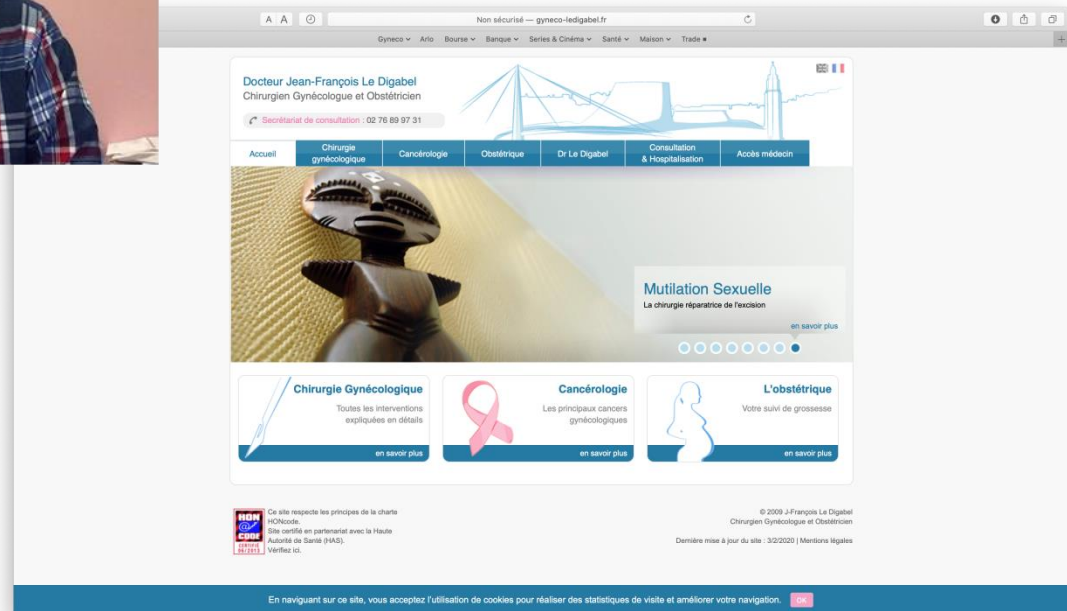 A A
Non sécurisé — gyneco-ledigabel.fr
Gyneco Arlo Bourse Banque Series & Cinéma Santé Maison Trade
Docteur Jean-François Le Digabel
Chirurgien Gynécologue et Obstétricien
Secrétariat de consultation : 02 76 89 97 31
Accueil
Chirurgie
gynécologique
Cancérologie
Obstétrique
Dr Le Digabel
Consultation
& Hospitalisation
Accès médecin
Mutilation Sexuelle
La chirurgie réparatrice de l'excision
en savoir plus
Chirurgie Gynécologique
Toutes les interventions
expliquées en détails
en savoir plus
Cancérologie
Les principaux cancers
gynécologiques
en savoir plus
L'obstétrique
Votre suivi de grossesse
en savoir plus
HON
@
CODE
CERTIFIÉ
Ce site respecte les principes de la charte
HONcode.
Site certifié en partenariat avec la Haute
Autorité de Santé (HAS).
Vérifiez ici.
© 2009 J-François Le Digabel
Chirurgien Gynécologue et Obstétricien
Dernière mise à jour du site : 3/2/2020 | Mentions légales
En naviguant sur ce site, vous acceptez l'utilisation de cookies pour réaliser des statistiques de visite et améliorer votre navigation. OK